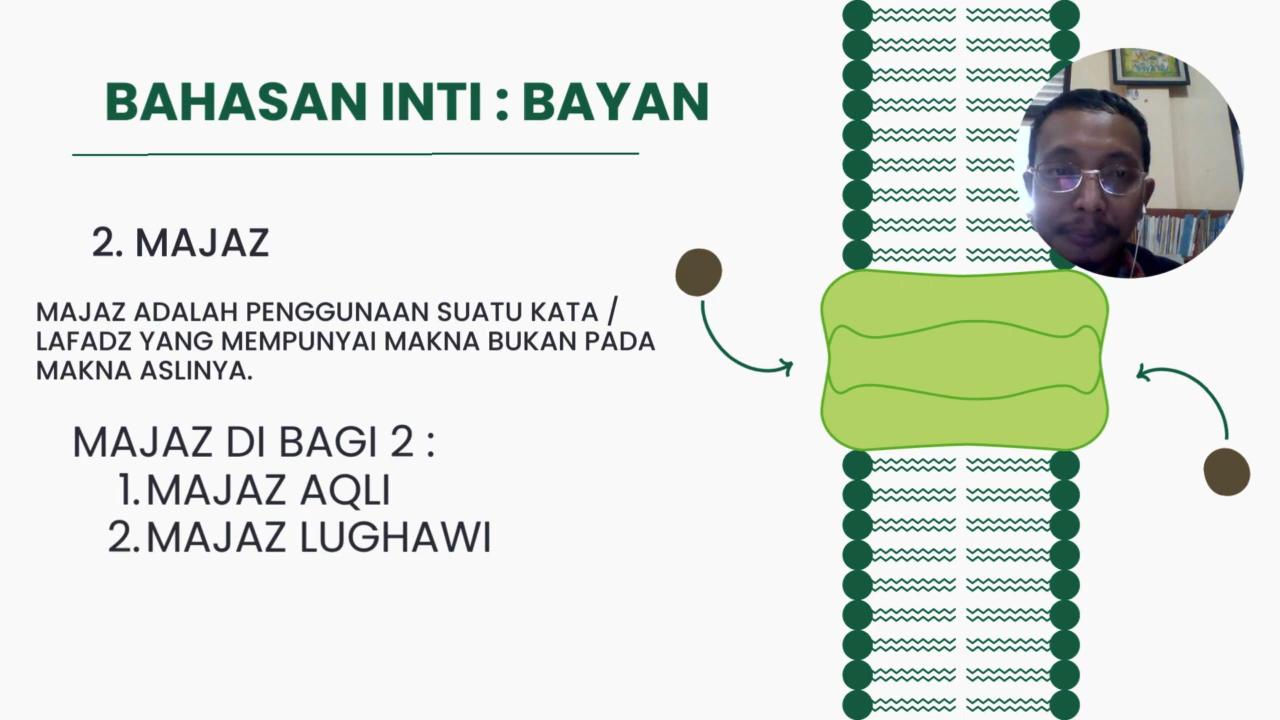 BAHASAN INTI : BAYAN
2. MAJAZ
MAJAZ ADALAH PENGGUNAAN SUATU KATA /
LAFADZ YANG MEMPUNYAI MAKNA BUKAN PADA
MAKNA ASLINYA.
MAJAZ DI BAGI 2 :
1. MAJAZ AQLI
2. MAJAZ LUGHAWI